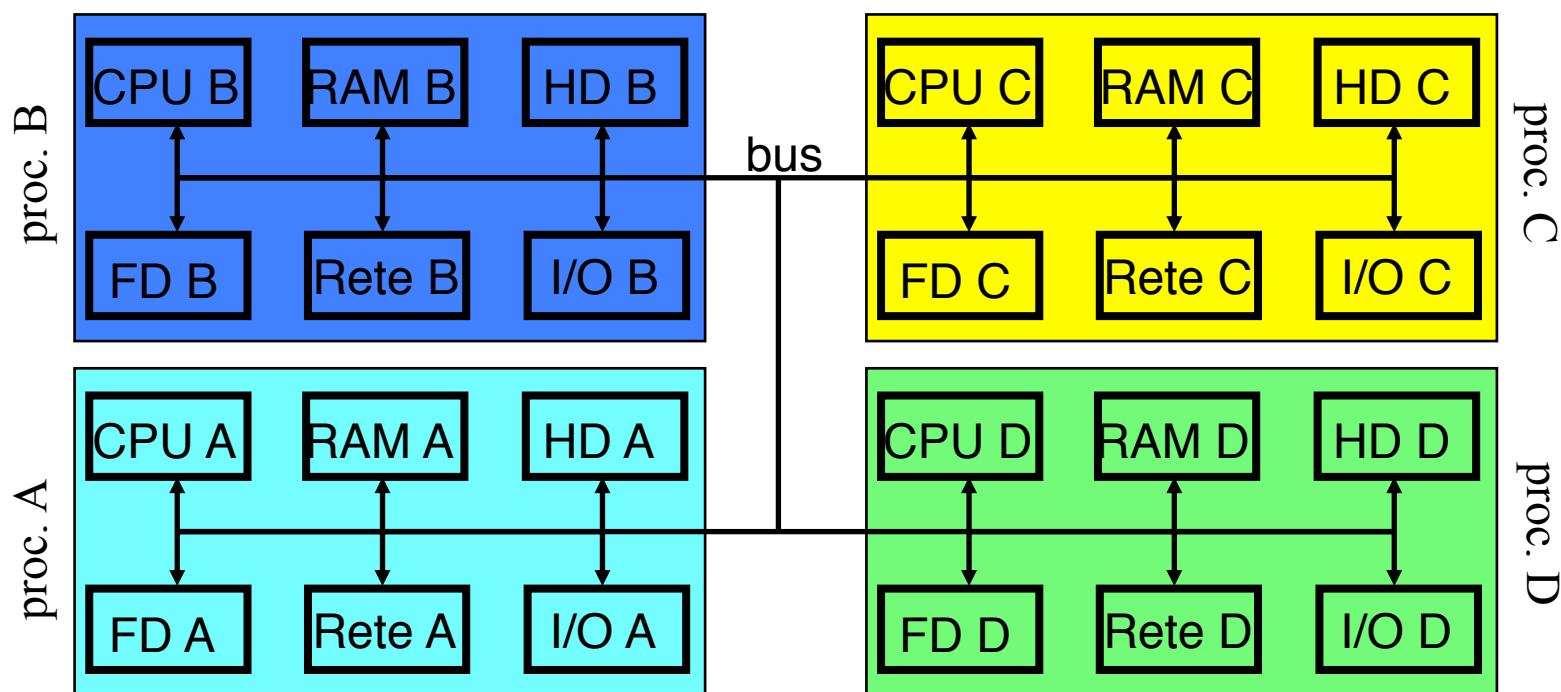 proc. B
CPU B RAM B HD B
FD B Rete B I/O B
bus
CPU C RAM C HD C
FD C Rete C I/O C
proc. C
proc. A
CPU A RAM A HD A
FD A Rete A I/O A
CPU D RAM D HD D
FD D Rete D I/O D
proc. D